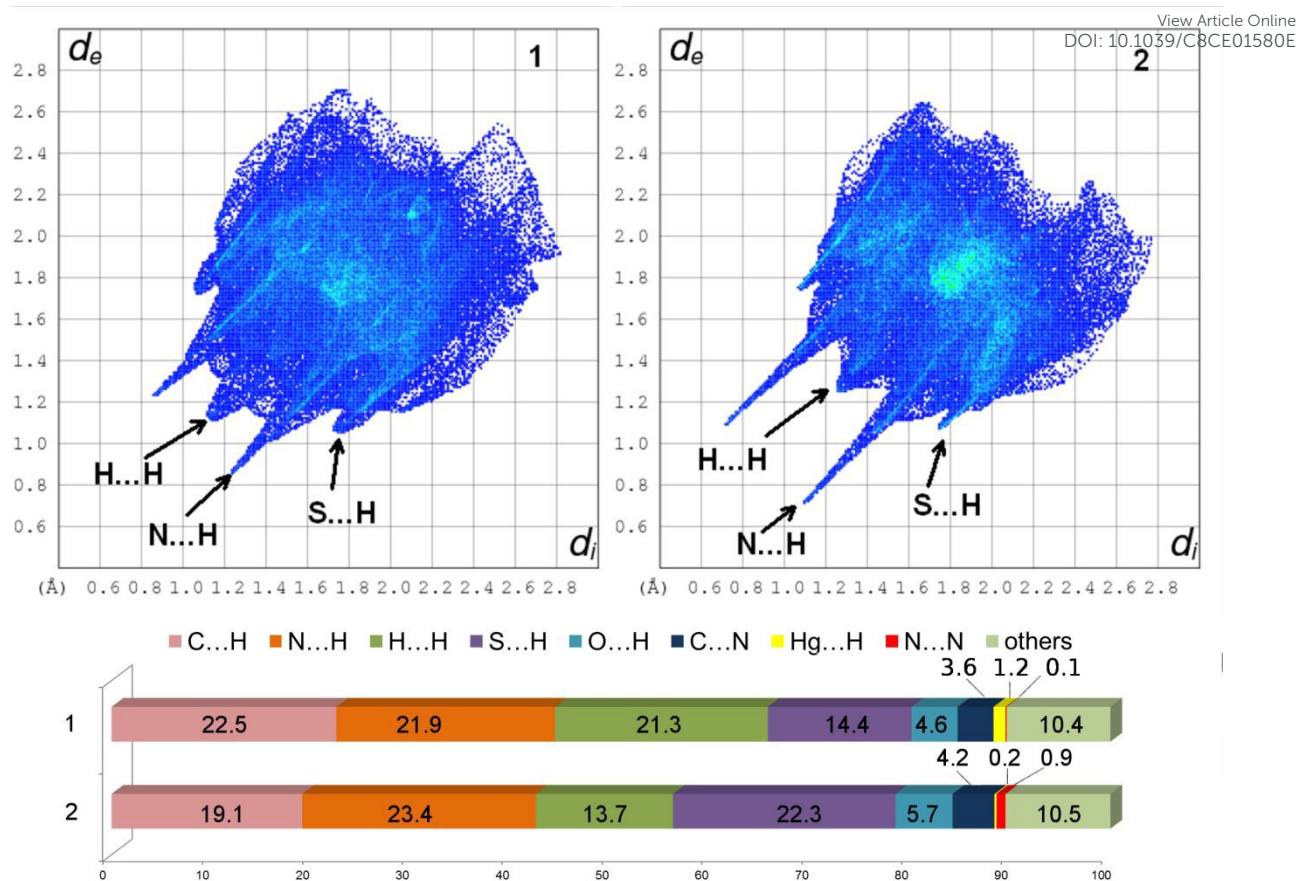 View Article Online
DOI: 10.1039/C8CE01580E
de
1
2.8
2.6
2.4
2.2
2.0
1.8
1.6
1.4
1.2
1.0
0.8
0.6
H...H
N...H
S...H
di
(Å) 0.6 0.8 1.0 1.2 1.4 1.6 1.8 2.0 2.2 2.4 2.6 2.8
de
2
2.8
2.6
2.4
2.2
2.0
1.8
1.6
1.4
1.2
1.0
0.8
0.6
H...H
N...H
S...H
di
(Å) 0.6 0.8 1.0 1.2 1.4 1.6 1.8 2.0 2.2 2.4 2.6 2.8
C...H N...H H...H S...H O...H C...N Hg...H N...N others
3.6 1.2 0.1
1 22.5 21.9 21.3 14.4 4.6 10.4
4.2 0.2 0.9
2 19.1 23.4 13.7 22.3 5.7 10.5
0 10 20 30 40 50 60 70 80 90 100